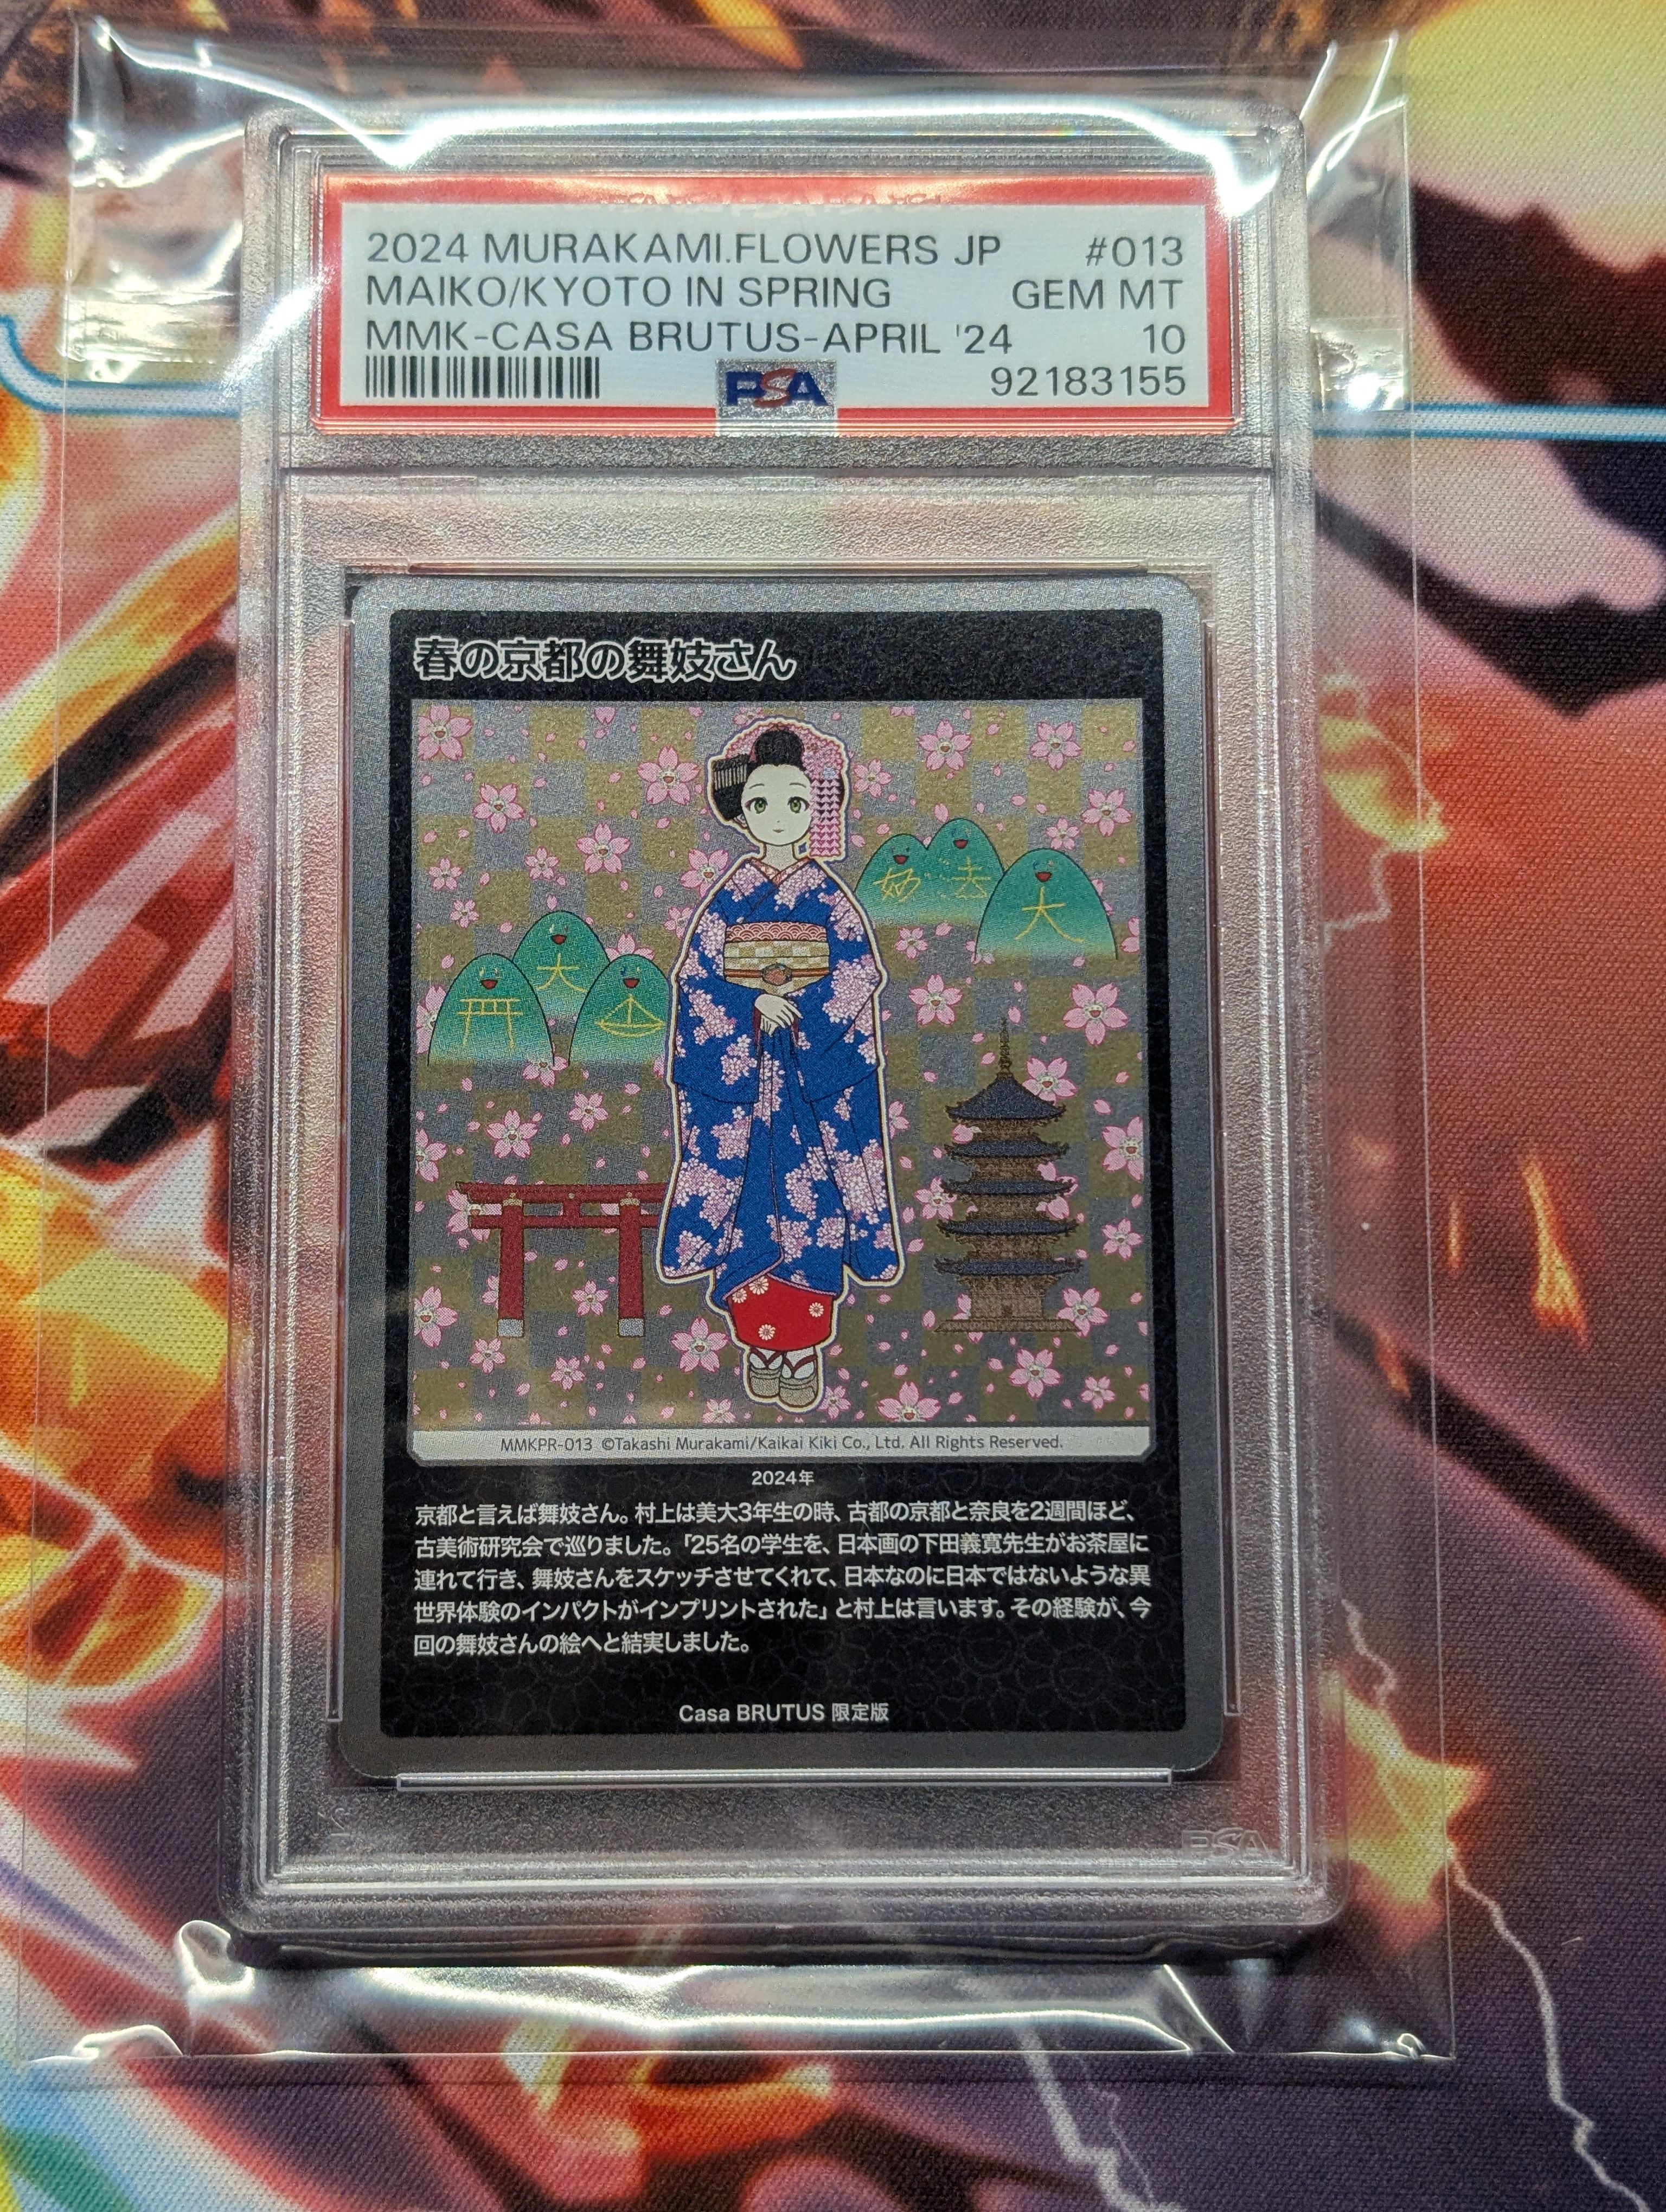 2024 MURAKAMI.FLOWERS JP #013
MAIKO/KYOTO IN SPRING GEM MT
MMK-CASA BRUTUS-APRIL '24 10
PSA 92183155
春の京都の舞妓さん
妙 法 大
大
MMKPR-013 ©Takashi Murakami/Kaikai Kiki Co., Ltd. All Rights Reserved.
2024年
京都と言えば舞妓さん。村上は美大3年生の時、古都の京都と奈良を2週間ほど、
古美術研究会で巡りました。「25名の学生を、日本画の下田義寛先生がお茶屋に
連れて行き、舞妓さんをスケッチさせてくれて、日本なのに日本ではないような異
世界体験のインパクトがインプリントされた」と村上は言います。その経験が、今
回の舞妓さんの絵へと結実しました。
Casa BRUTUS 限定版
PSA